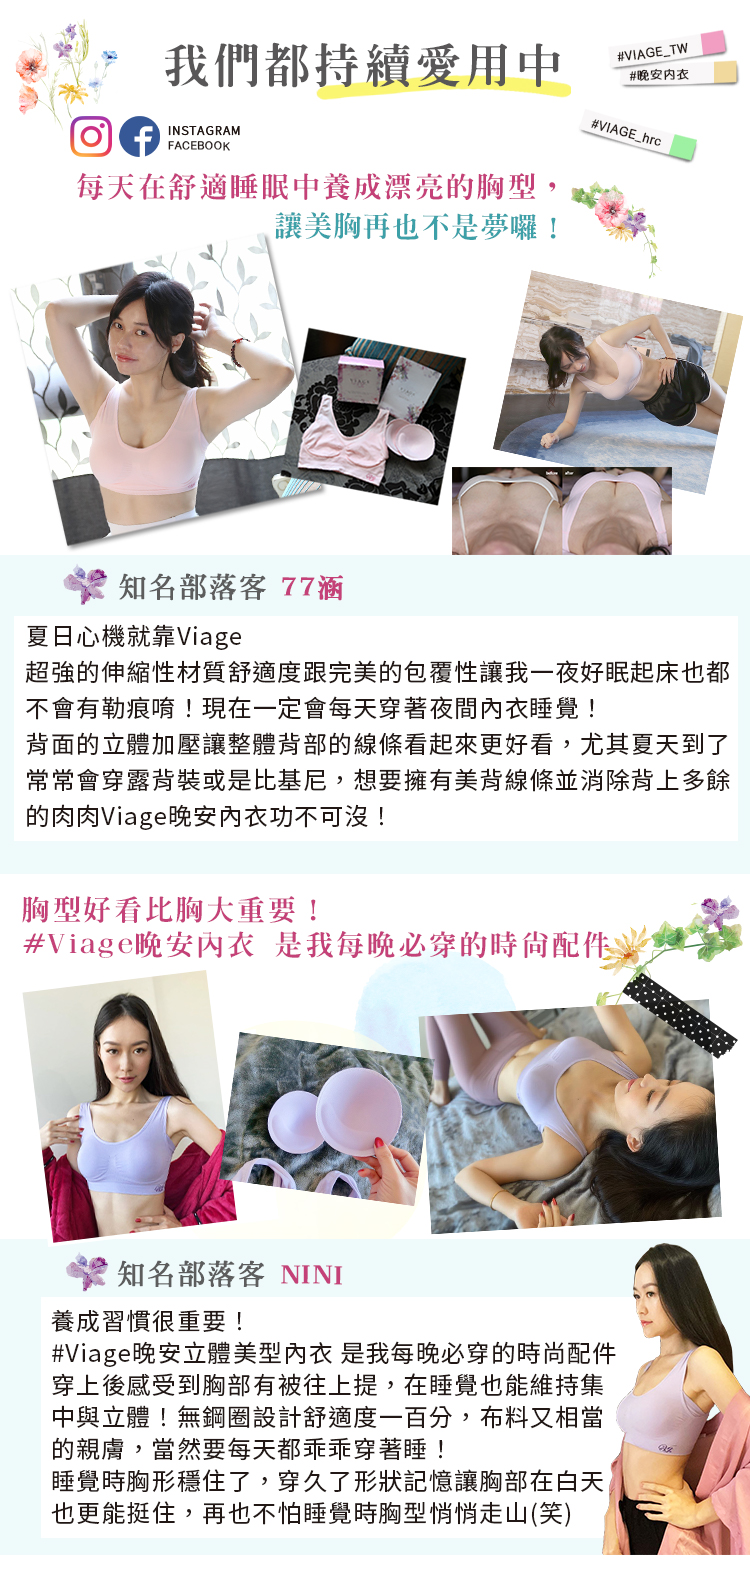 我們都持續愛用中
#VIAGE_TW
#晚安內衣
#VIAGE_hrc
INSTAGRAM
FACEBOOK
每天在舒適睡眠中養成漂亮的胸型，
讓美胸再也不是夢囉！
VIAGE
before
after
知名部落客 77涵
夏日心機就靠Viage
超強的伸縮性材質舒適度跟完美的包覆性讓我一夜好眠起床也都
不會有勒痕唷！現在一定會每天穿著夜間內衣睡覺！
背面的立體加壓讓整體背部的線條看起來更好看，尤其夏天到了
常常會穿露背裝或是比基尼，想要擁有美背線條並消除背上多餘
的肉肉Viage晚安內衣功不可沒！
胸型好看比胸大重要！
#Viage晚安內衣 是我每晚必穿的時尚配件
知名部落客 NINI
養成習慣很重要！
#Viage晚安立體美型內衣 是我每晚必穿的時尚配件
穿上後感受到胸部有被往上提，在睡覺也能維持集
中與立體！無鋼圈設計舒適度一百分，布料又相當
的親膚，當然要每天都乖乖穿著睡！
睡覺時胸形穩住了，穿久了形狀記憶讓胸部在白天
也更能挺住，再也不怕睡覺時胸型悄悄走山(笑)